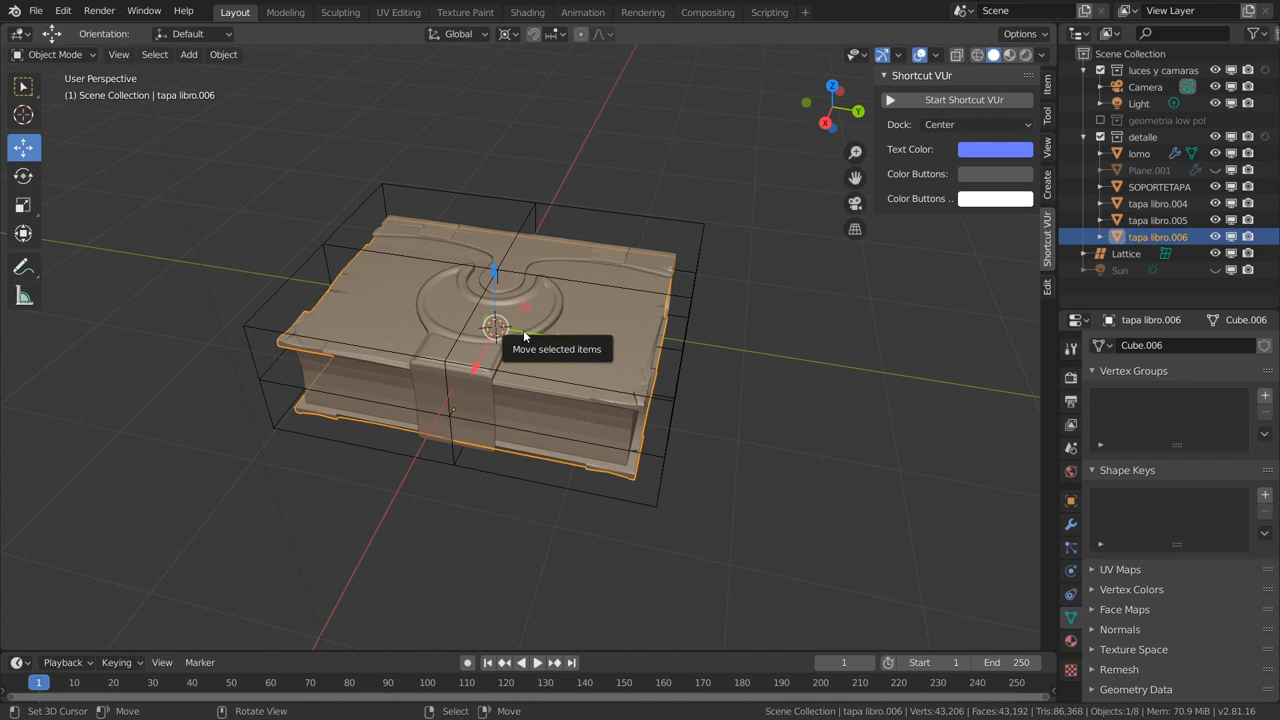 File Edit Render Window Help Layout Modeling Sculpting UV Editing Texture Paint Shading Animation Rendering Compositing Scripting + Scene View Layer
Orientation: Default Global Options
Object Mode View Select Add Object
User Perspective
(1) Scene Collection | tapa libro.006
Z
Y
X
Move selected items
Shortcut VUr
Start Shortcut VUr
Dock: Center
Text Color:
Color Buttons:
Color Buttons ..
Item
Tool
View
Create
Shortcut VUr
Edit
Scene Collection
luces y camaras
Camera
Light
geometria low pol
detalle
lomo
Plane.001
SOPORTETAPA
tapa libro.004
tapa libro.005
tapa libro.006
Lattice
Sun
tapa libro.006 Cube.006
Cube.006
Vertex Groups
Shape Keys
UV Maps
Vertex Colors
Face Maps
Normals
Texture Space
Remesh
Geometry Data
Playback Keying View Marker 1 Start 1 End 250
1 10 20 30 40 50 60 70 80 90 100 110 120 130 140 150 160 170 180 190 200 210 220 230 240 250
Set 3D Cursor Move Rotate View Select Move Scene Collection | tapa libro.006 | Verts:43,206 | Faces:43,192 | Tris:86,368 | Objects:1/8 | Mem: 70.9 MiB | v2.81.16